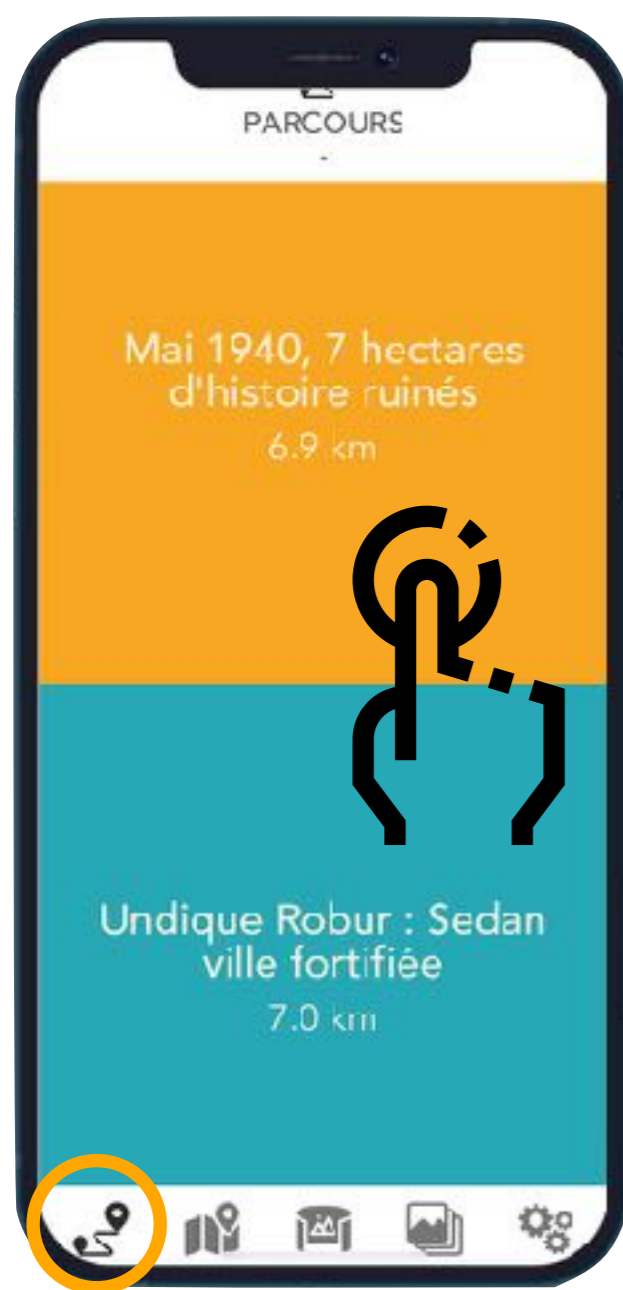 PARCOURS
-
Mai 1940, 7 hectares
d'histoire ruinés
6.9 km
Undique Robur : Sedan
ville fortifiée
7.0 km